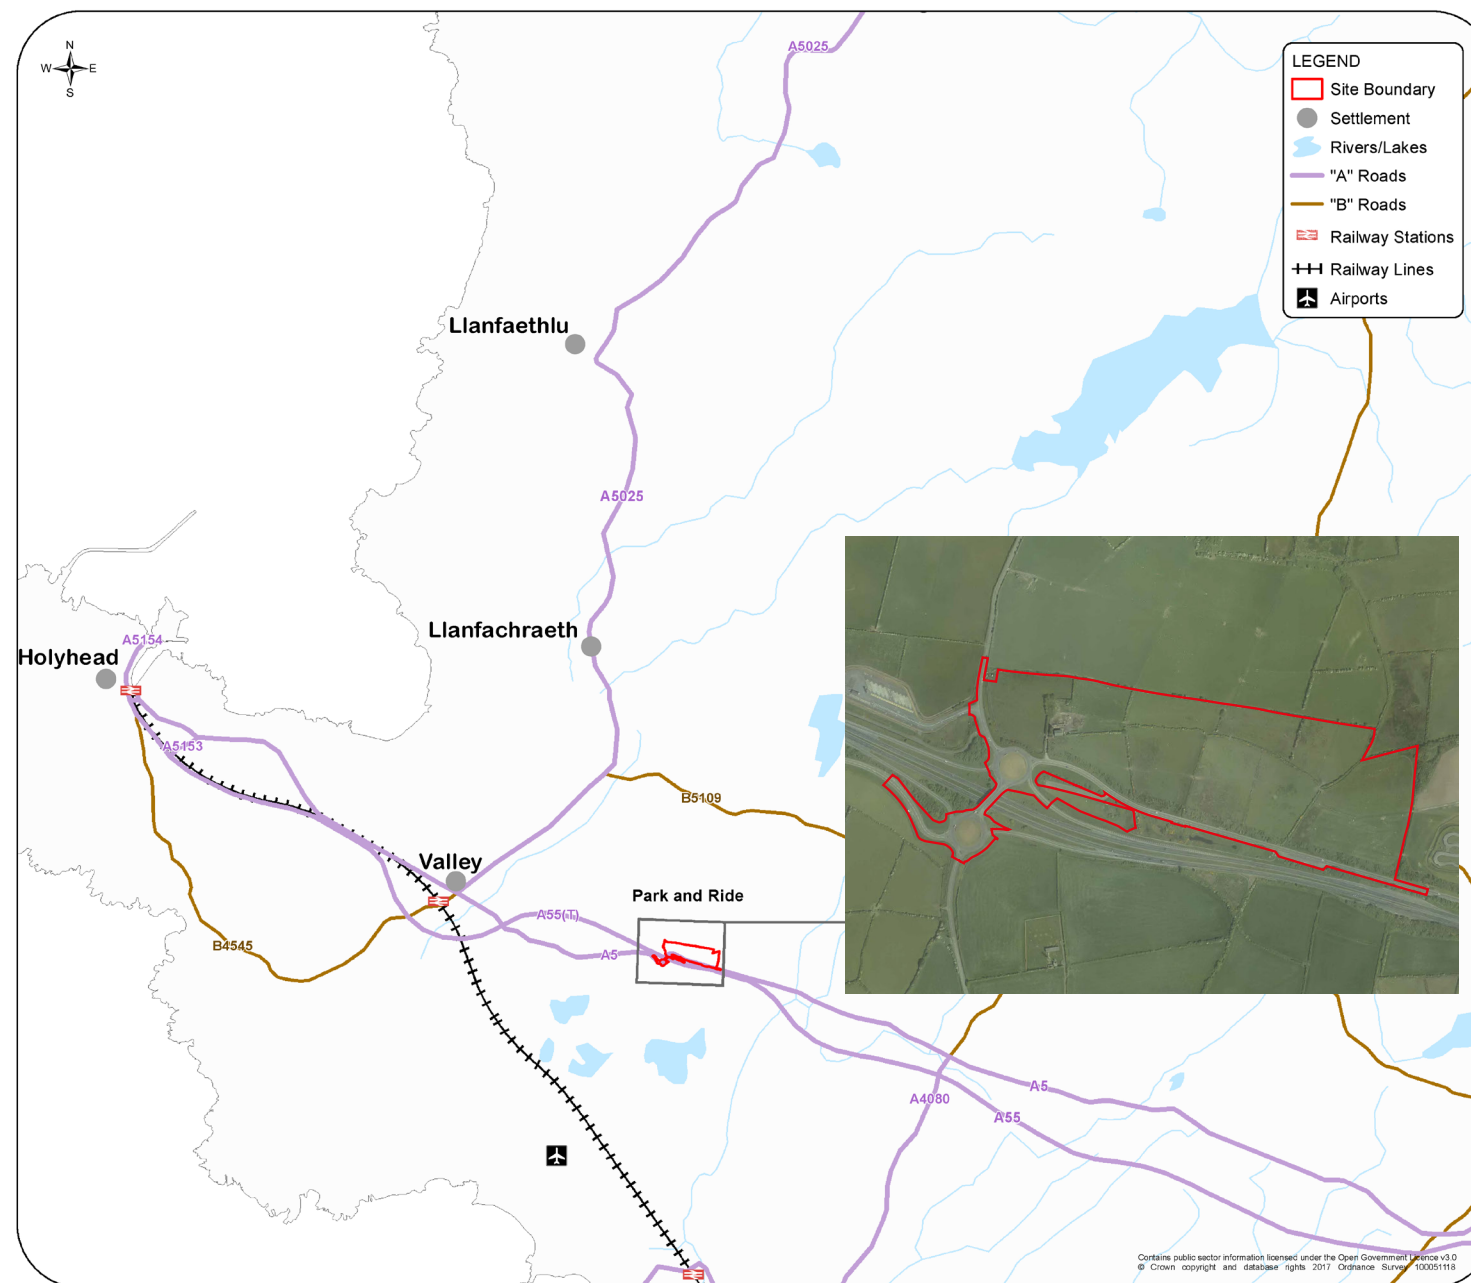 A5025
N
W E
S
LEGEND
Site Boundary
Settlement
Rivers/Lakes
"A" Roads
"B" Roads
Railway Stations
Railway Lines
Airports
Llanfaethlu
A5025
Llanfachraeth
A5154
Holyhead
A5153
B5109
Valley
Park and Ride
A55(T)
B4545
A5
A5
A4080
A55
Contains public sector information licensed under the Open Government Licence v3.0
© Crown copyright and database rights 2017 Ordnance Survey 100051118